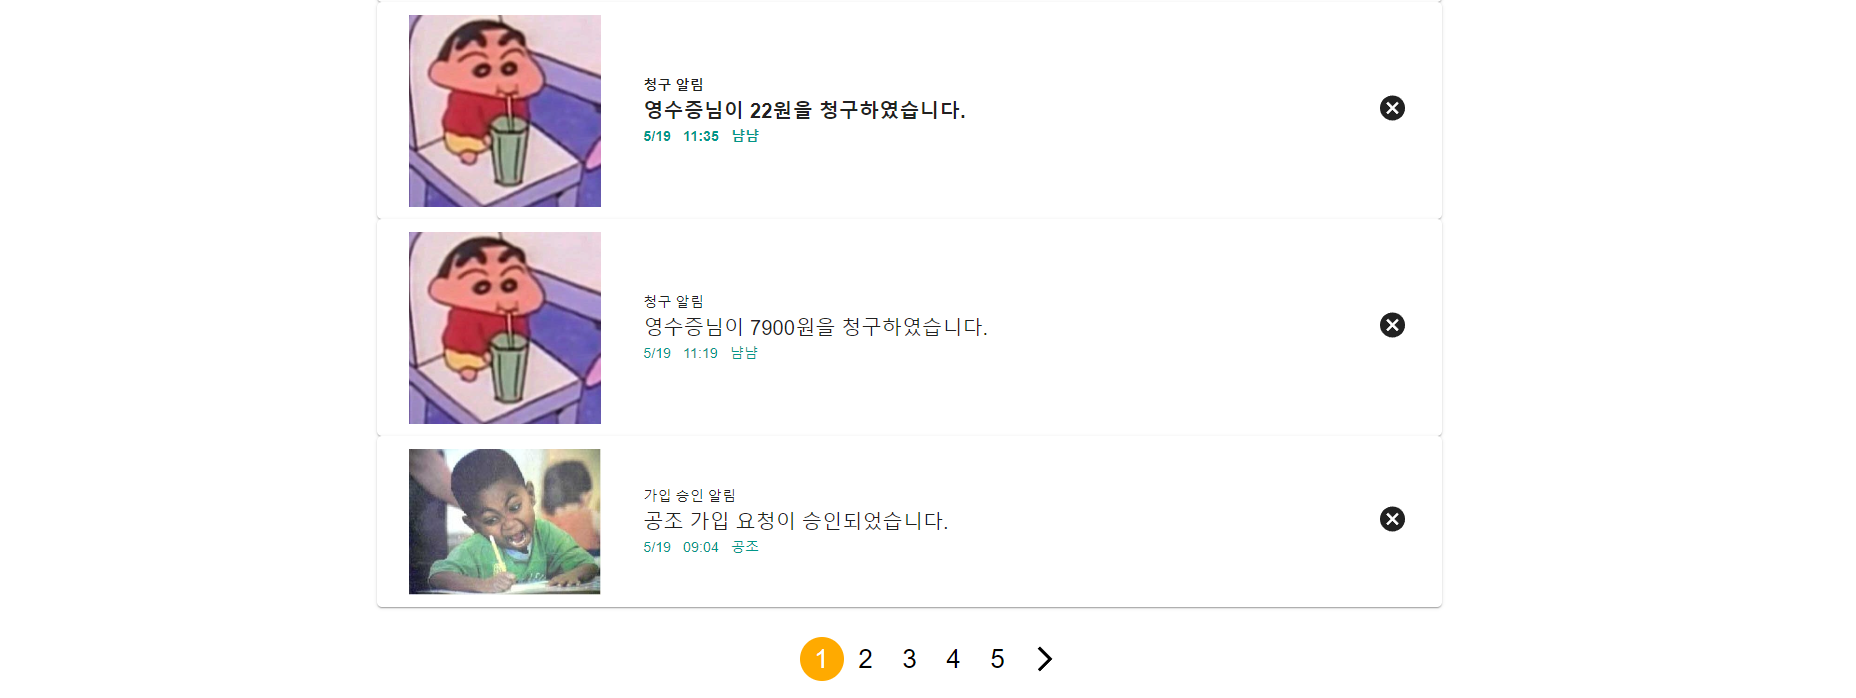 청구 알림
영수증님이 22원을 청구하였습니다.
5/19 11:35 냠냠
청구 알림
영수증님이 7900원을 청구하였습니다.
5/19 11:19 냠냠
가입 승인 알림
공조 가입 요청이 승인되었습니다.
5/19 09:04 공조
1 2 3 4 5